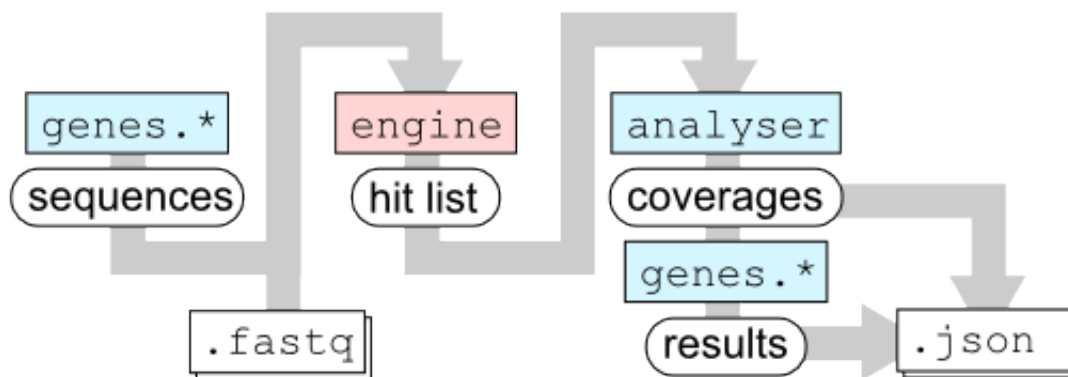 genes.*
sequences
.fastq
engine
hit list
analyser
coverages
genes.*
results
.json